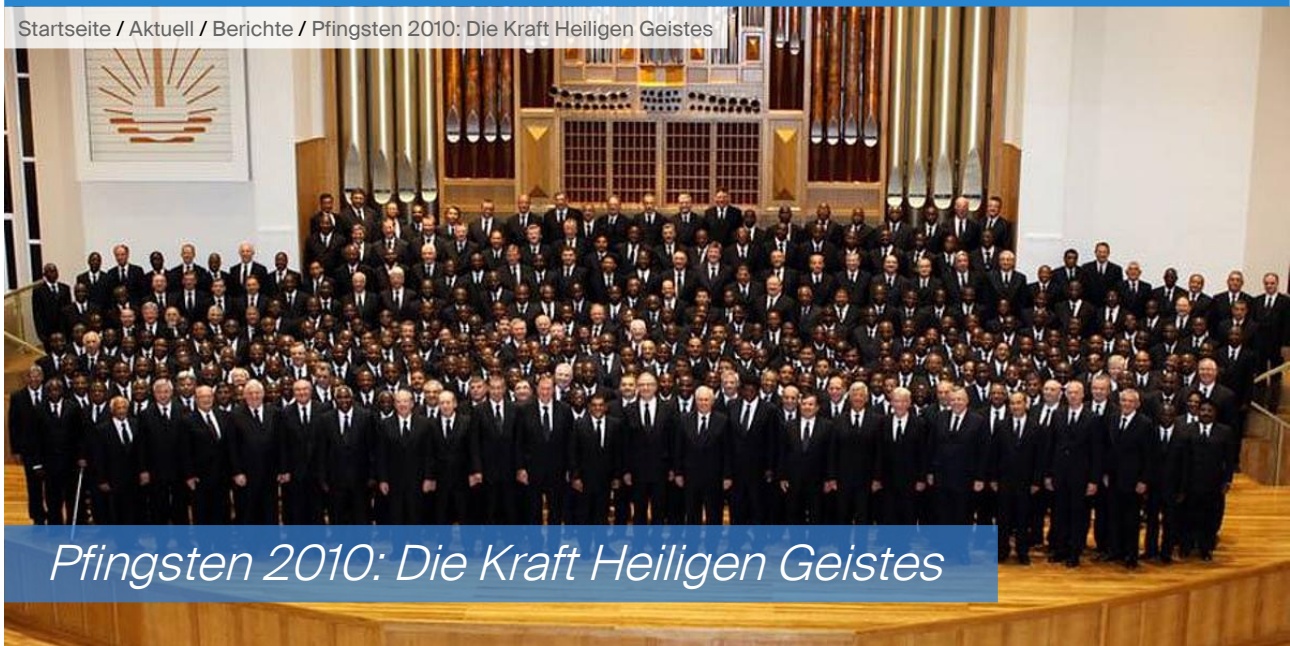 Startseite / Aktuell / Berichte / Pfingsten 2010: Die Kraft Heiligen Geistes
Pfingsten 2010: Die Kraft Heiligen Geistes